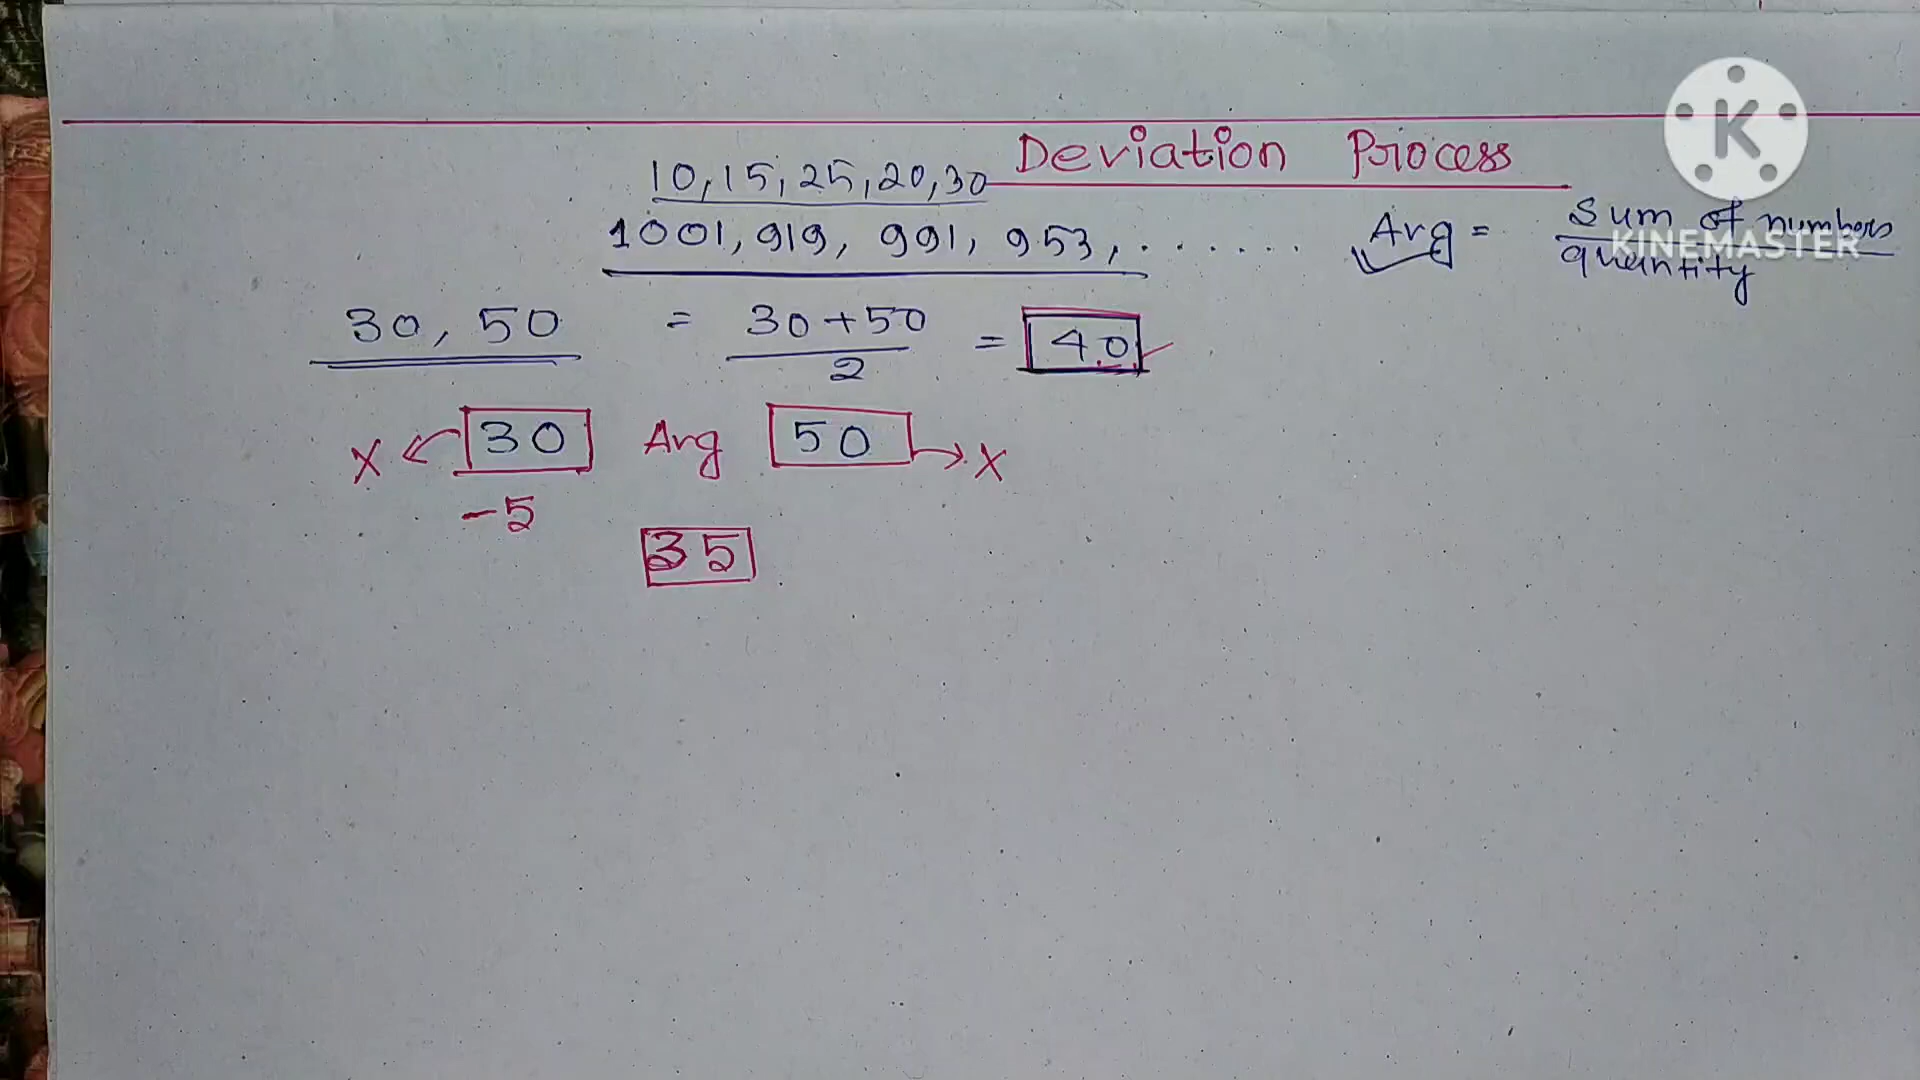 Deviation Process
10, 15, 25, 20, 30
1001, 919, 991, 953, .......
Avg = Sum of numbers / quantity
30, 50 = 30+50 / 2 = 40
X ← 30 Avg 50 → X
-5
35
K
KINEMASTER